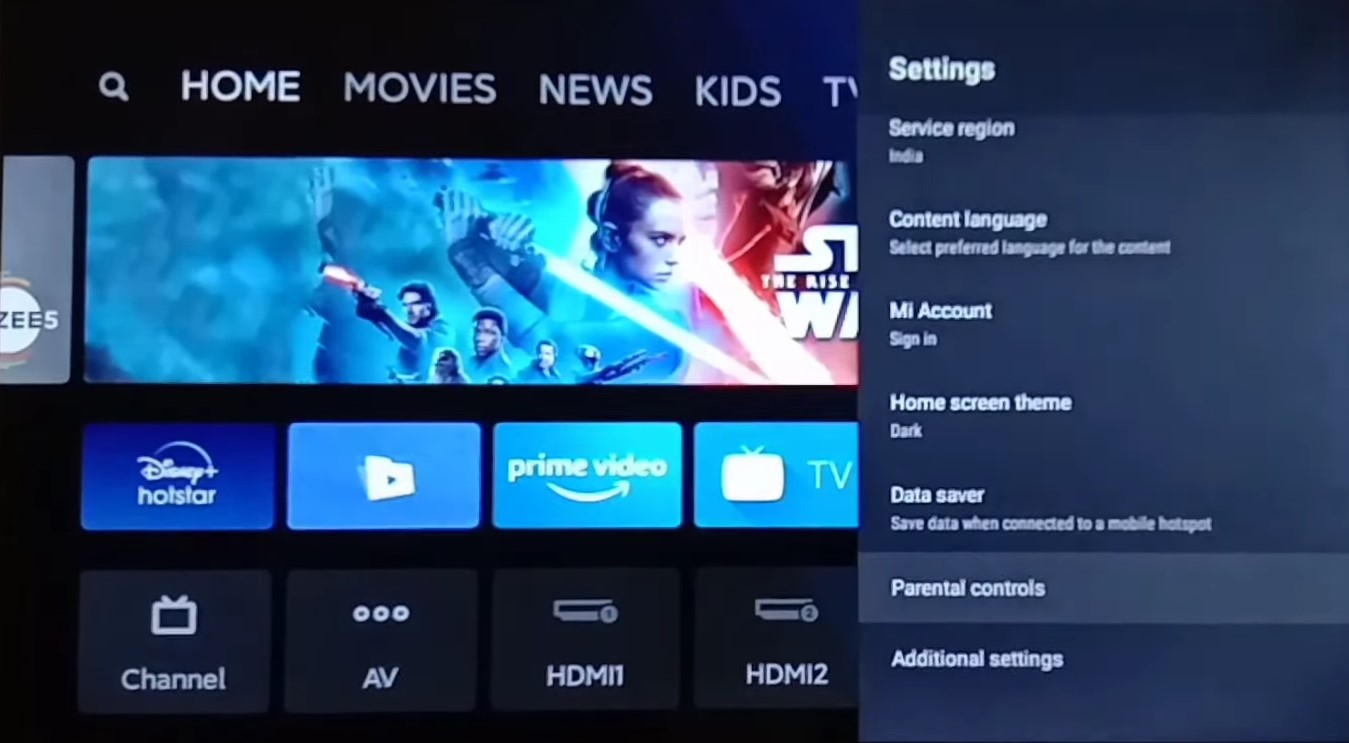 HOME MOVIES NEWS KIDS TV
ZEE5
THE RISE
Disney+
hotstar
prime video
TV
Channel
AV
HDMI1
HDMI2
Settings
Service region
India
Content language
Select preferred language for the content
Mi Account
Sign in
Home screen theme
Dark
Data saver
Save data when connected to a mobile hotspot
Parental controls
Additional settings